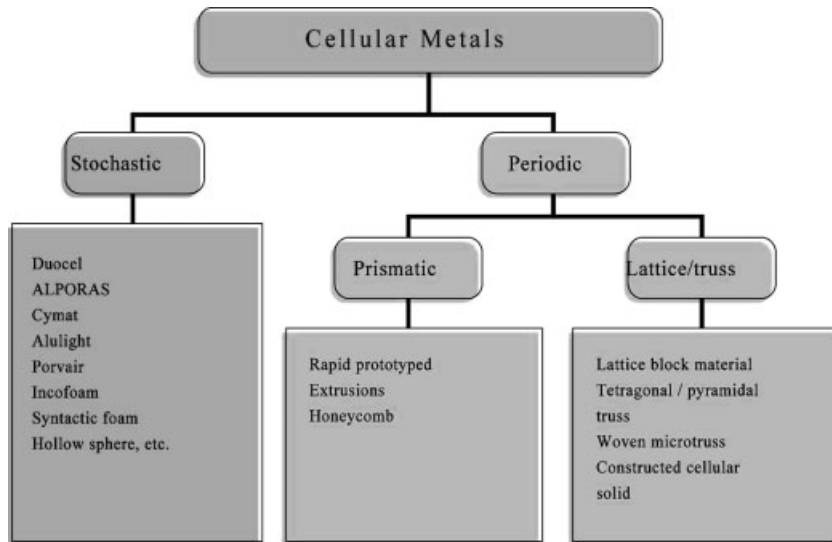 Cellular Metals
Stochastic
Periodic
Duocel
ALPORAS
Cymat
Alulight
Porvair
Incofoam
Syntactic foam
Hollow sphere, etc.
Prismatic
Lattice/truss
Rapid prototyped
Extrusions
Honeycomb
Lattice block material
Tetragonal / pyramidal
truss
Woven microtruss
Constructed cellular
solid